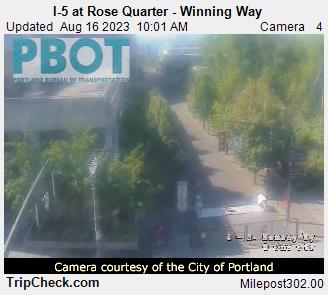 I-5 at Rose Quarter - Winning Way
Updated Aug 16 2023 10:01 AM Camera 4
PBOT
PORTLAND BUREAU OF TRANSPORTATION
Camera courtesy of the City of Portland
TripCheck.com Milepost302.00